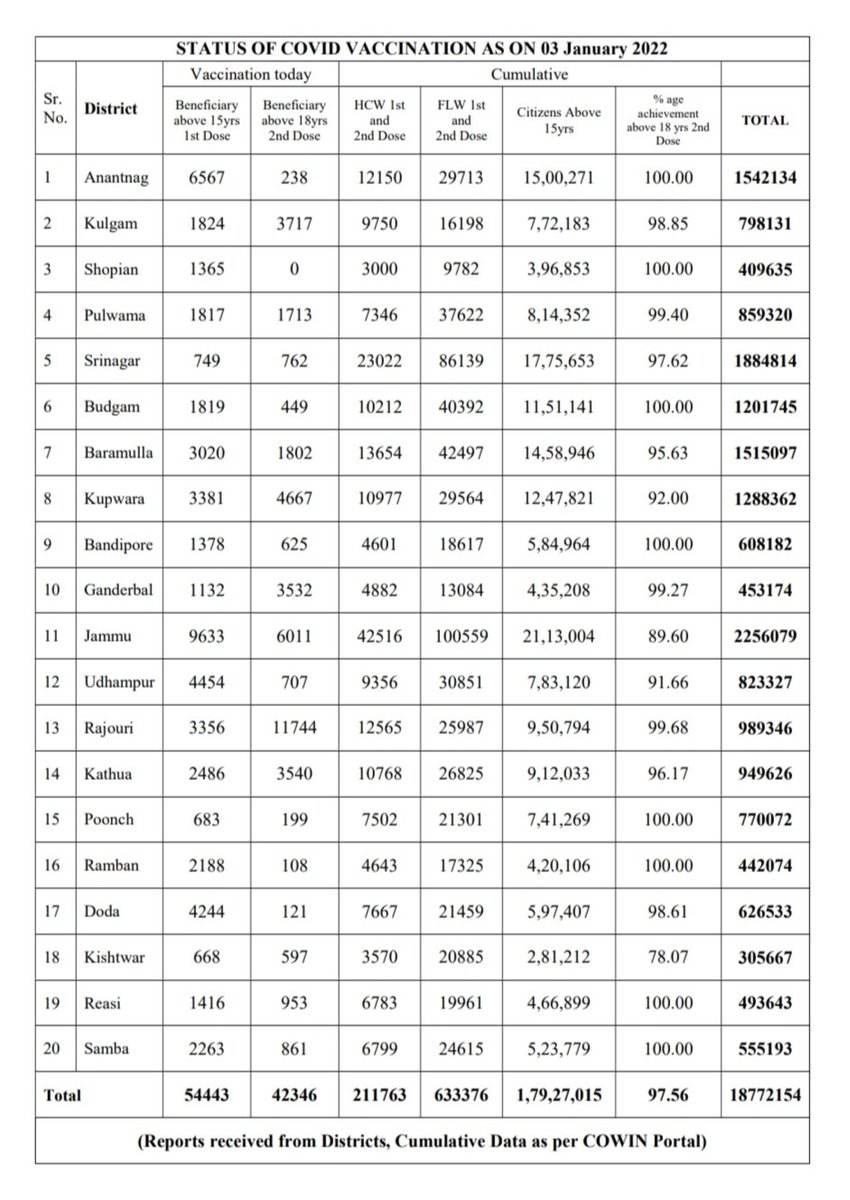 STATUS OF COVID VACCINATION AS ON 03 January 2022
Vaccination today Cumulative
Sr. No. District Beneficiary above 15yrs 1st Dose Beneficiary above 18yrs 2nd Dose HCW 1st and 2nd Dose FLW 1st and 2nd Dose Citizens Above 15yrs % age achievement above 18 yrs 2nd Dose TOTAL
1 Anantnag 6567 238 12150 29713 15,00,271 100.00 1542134
2 Kulgam 1824 3717 9750 16198 7,72,183 98.85 798131
3 Shopian 1365 0 3000 9782 3,96,853 100.00 409635
4 Pulwama 1817 1713 7346 37622 8,14,352 99.40 859320
5 Srinagar 749 762 23022 86139 17,75,653 97.62 1884814
6 Budgam 1819 449 10212 40392 11,51,141 100.00 1201745
7 Baramulla 3020 1802 13654 42497 14,58,946 95.63 1515097
8 Kupwara 3381 4667 10977 29564 12,47,821 92.00 1288362
9 Bandipore 1378 625 4601 18617 5,84,964 100.00 608182
10 Ganderbal 1132 3532 4882 13084 4,35,208 99.27 453174
11 Jammu 9633 6011 42516 100559 21,13,004 89.60 2256079
12 Udhampur 4454 707 9356 30851 7,83,120 91.66 823327
13 Rajouri 3356 11744 12565 25987 9,50,794 99.68 989346
14 Kathua 2486 3540 10768 26825 9,12,033 96.17 949626
15 Poonch 683 199 7502 21301 7,41,269 100.00 770072
16 Ramban 2188 108 4643 17325 4,20,106 100.00 442074
17 Doda 4244 121 7667 21459 5,97,407 98.61 626533
18 Kishtwar 668 597 3570 20885 2,81,212 78.07 305667
19 Reasi 1416 953 6783 19961 4,66,899 100.00 493643
20 Samba 2263 861 6799 24615 5,23,779 100.00 555193
Total 54443 42346 211763 633376 1,79,27,015 97.56 18772154
(Reports received from Districts, Cumulative Data as per COWIN Portal)